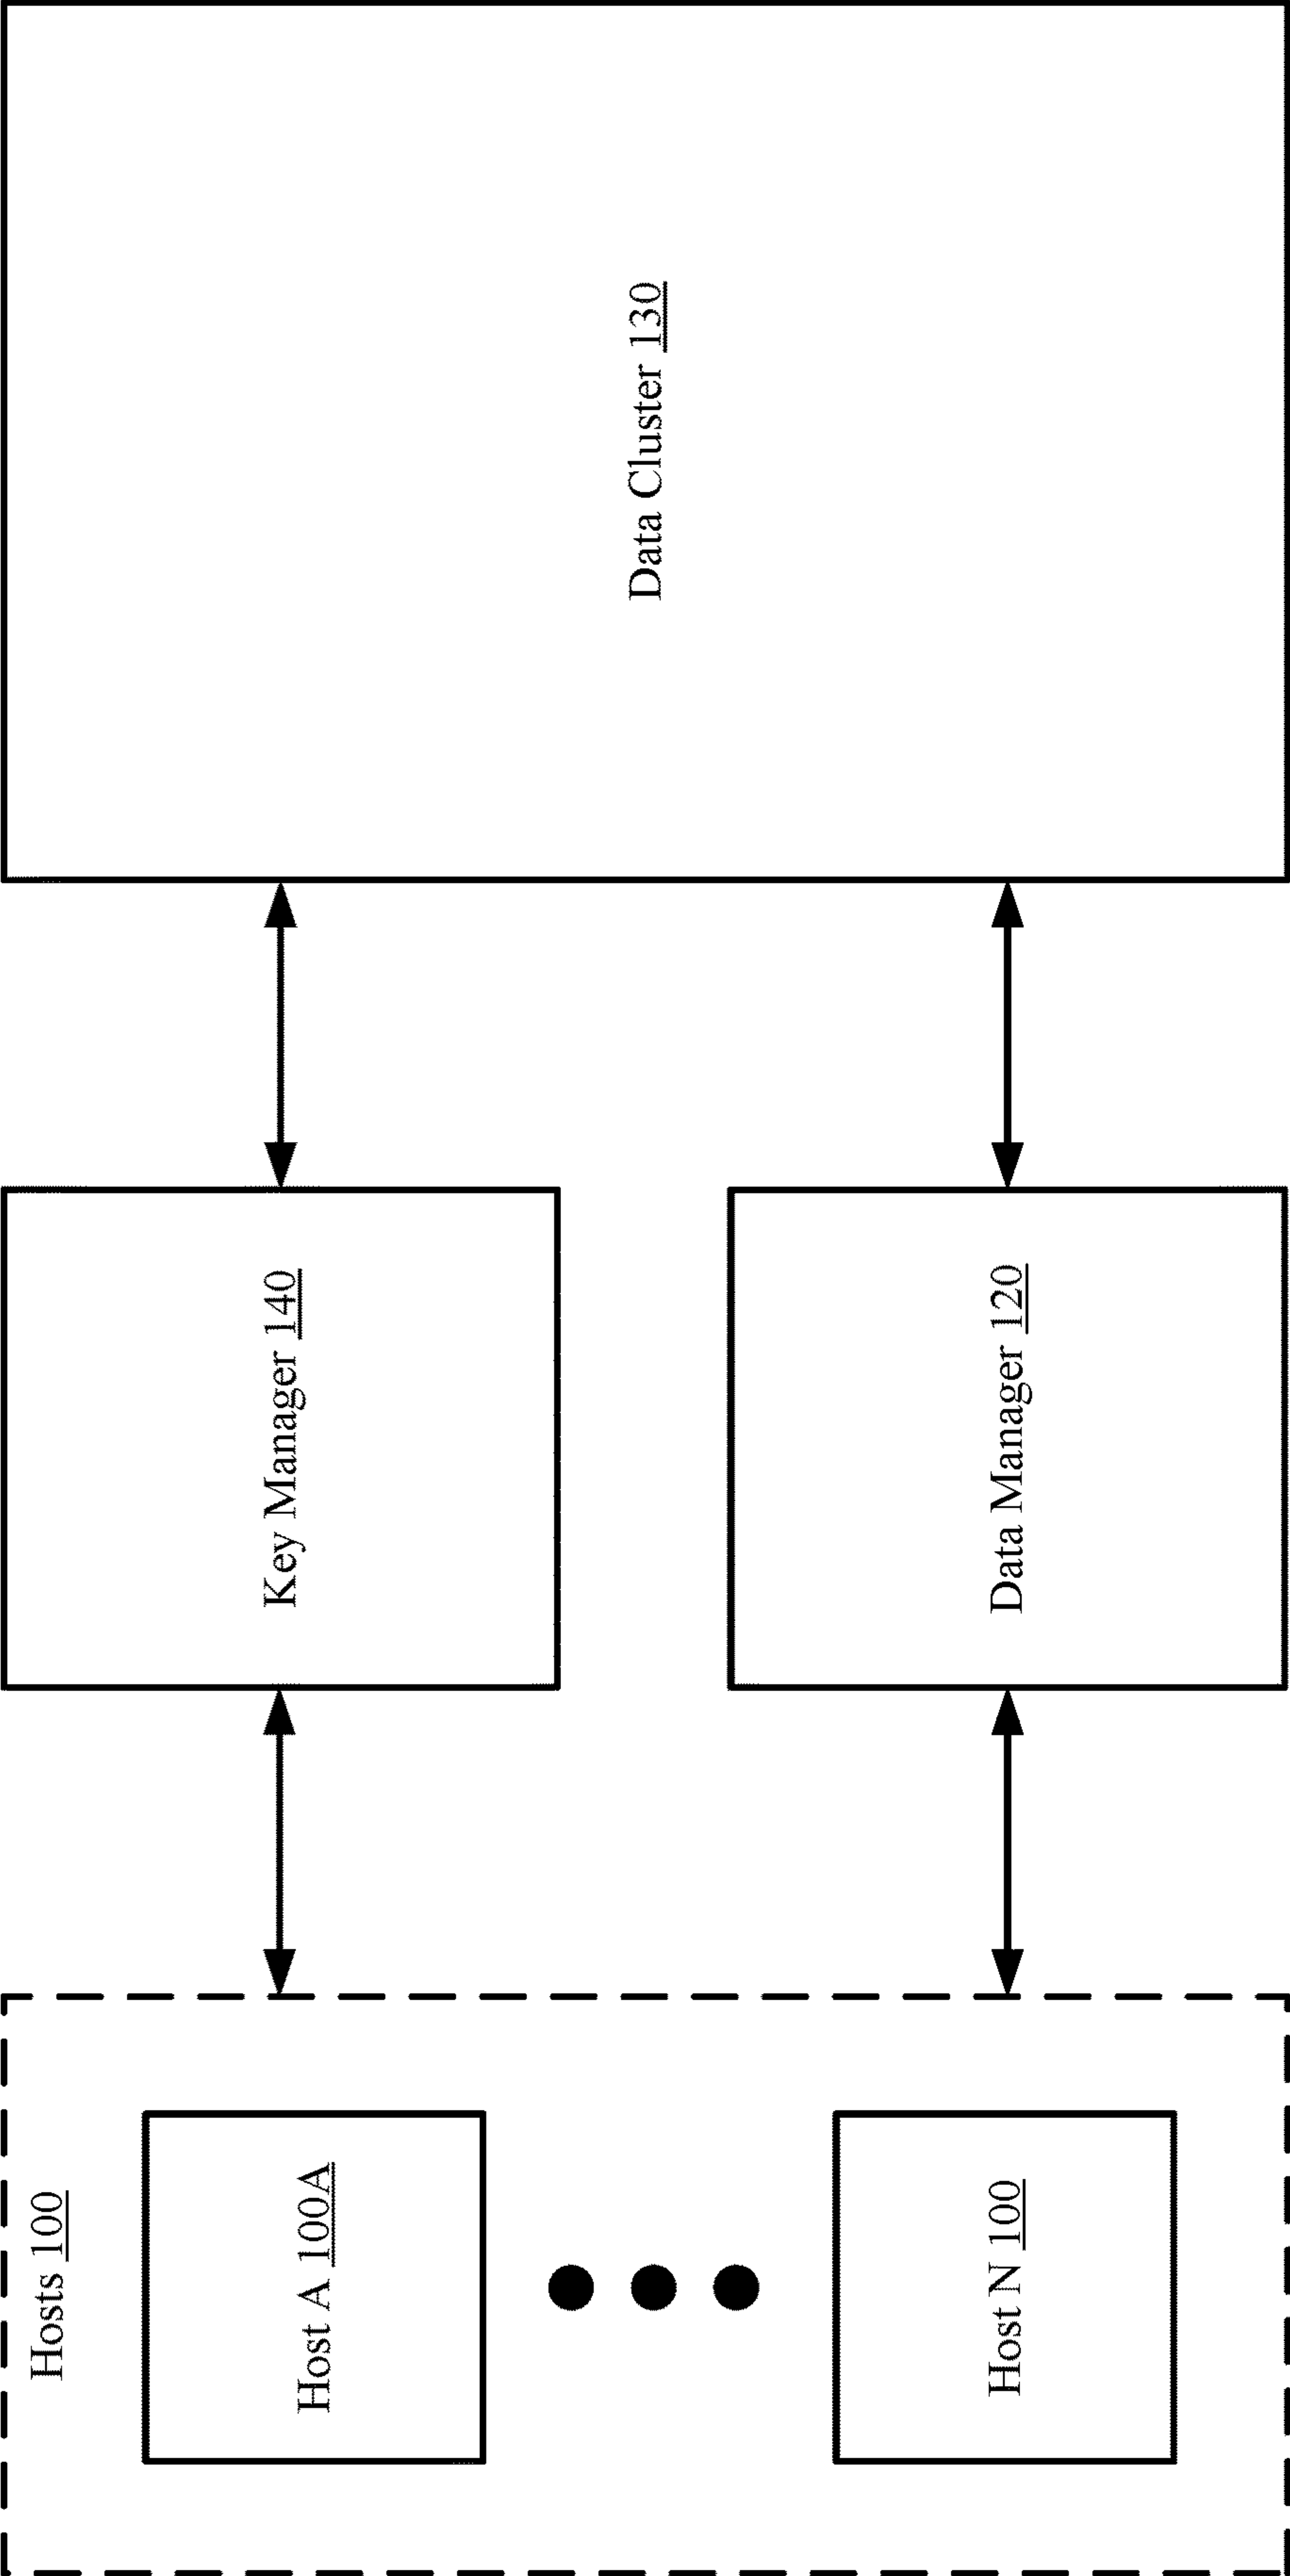 Hosts 100
Host A 100A
Host N 100
Key Manager 140
Data Manager 120
Data Cluster 130